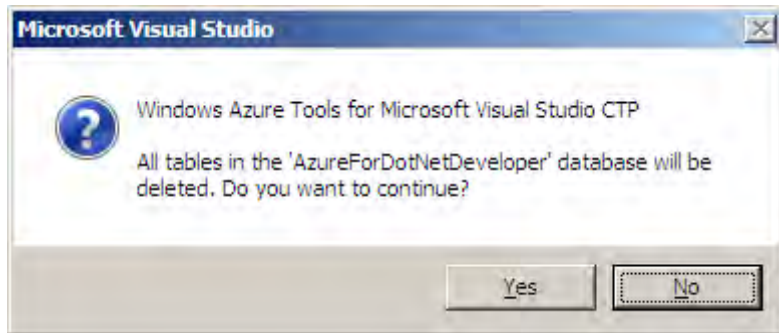 Microsoft Visual Studio
Windows Azure Tools for Microsoft Visual Studio CTP
All tables in the 'AzureForDotNetDeveloper' database will be
deleted. Do you want to continue?
Yes
No